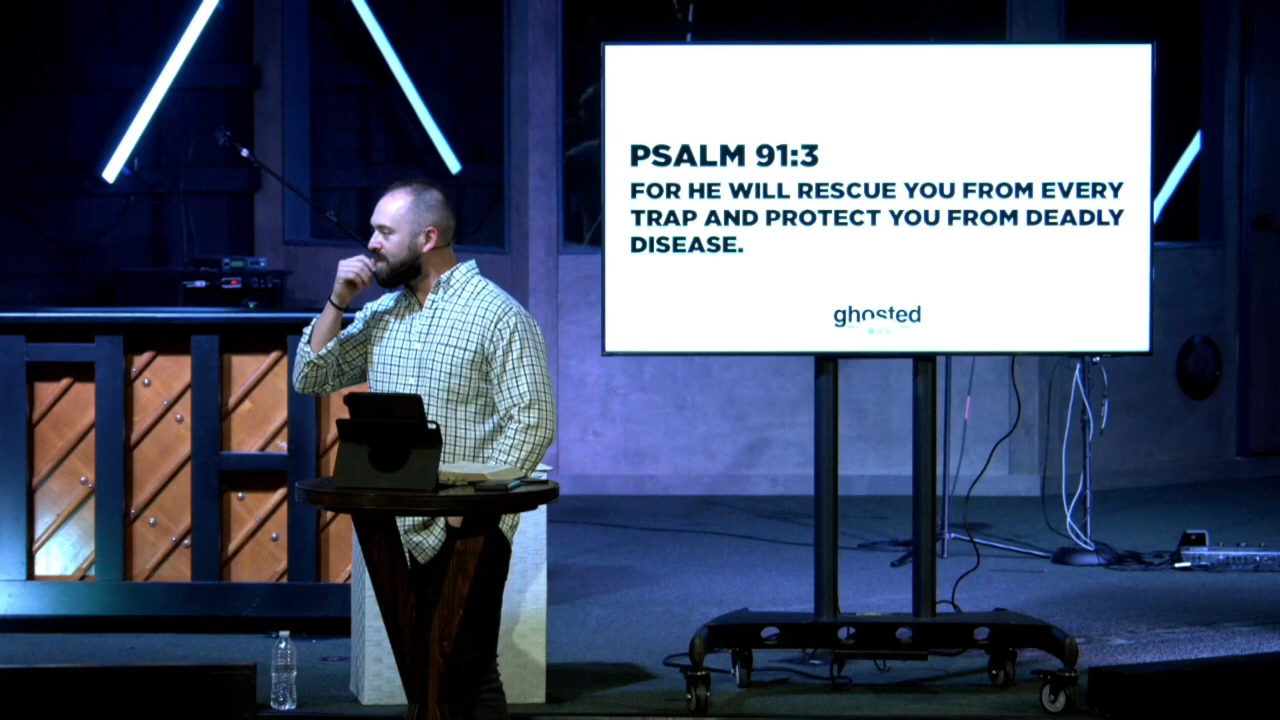 PSALM 91:3
FOR HE WILL RESCUE YOU FROM EVERY
TRAP AND PROTECT YOU FROM DEADLY
DISEASE.
ghosted